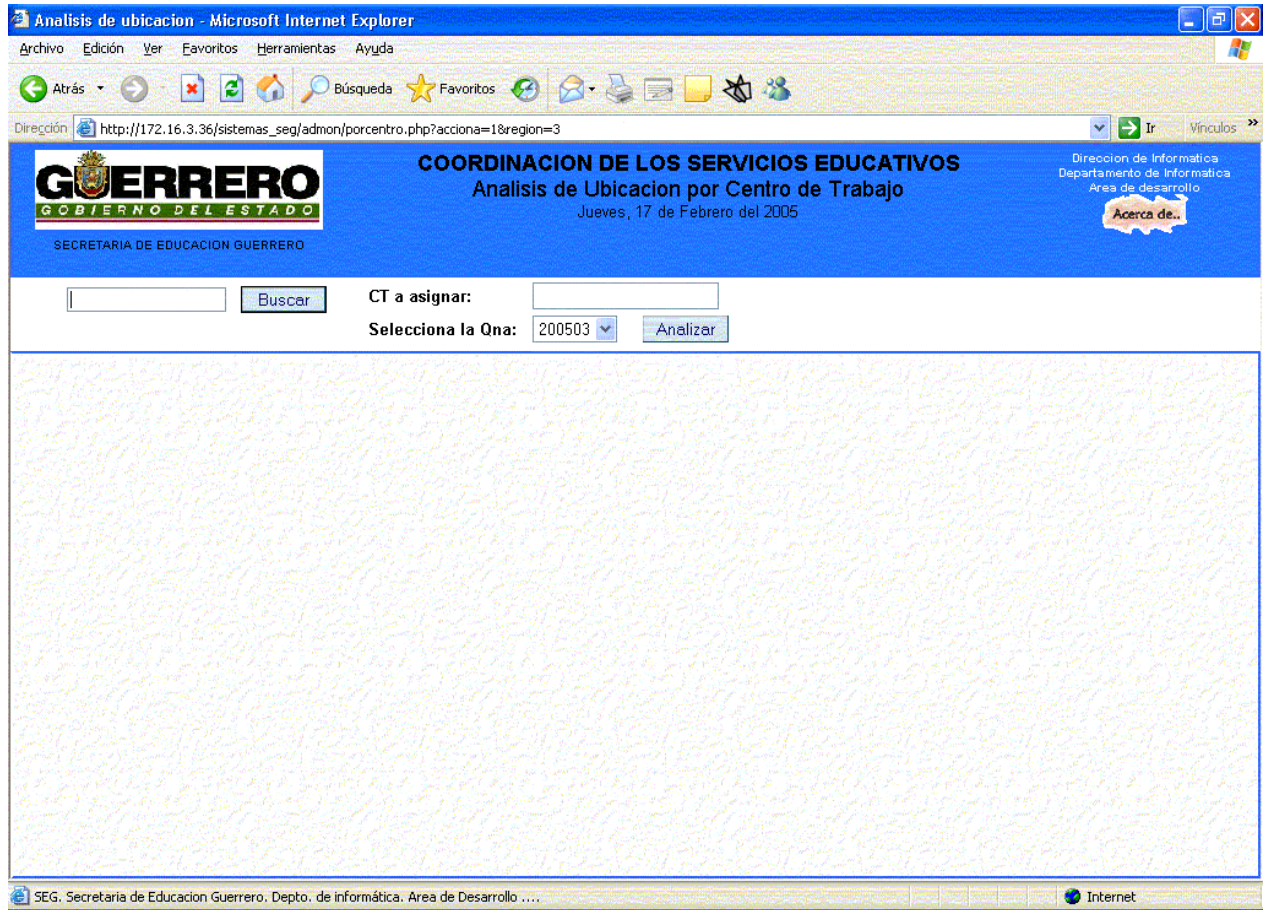 Analisis de ubicacion - Microsoft Internet Explorer
Archivo Edición Ver Favoritos Herramientas Ayuda
Atrás Búsqueda Favoritos
Dirección http://172.16.3.36/sistemas_seg/admon/porcentro.php?acciona=1&region=3 Ir Vínculos »
GUERRERO
GOBIERNO DEL ESTADO
SECRETARIA DE EDUCACION GUERRERO
COORDINACION DE LOS SERVICIOS EDUCATIVOS
Analisis de Ubicacion por Centro de Trabajo
Jueves, 17 de Febrero del 2005
Direccion de Informatica
Departamento de Informatica
Area de desarrollo
Acerca de..
Buscar CT a asignar:
Selecciona la Qna: 200503 Analizar
SEG. Secretaria de Educacion Guerrero. Depto. de informática. Area de Desarrollo .... Internet